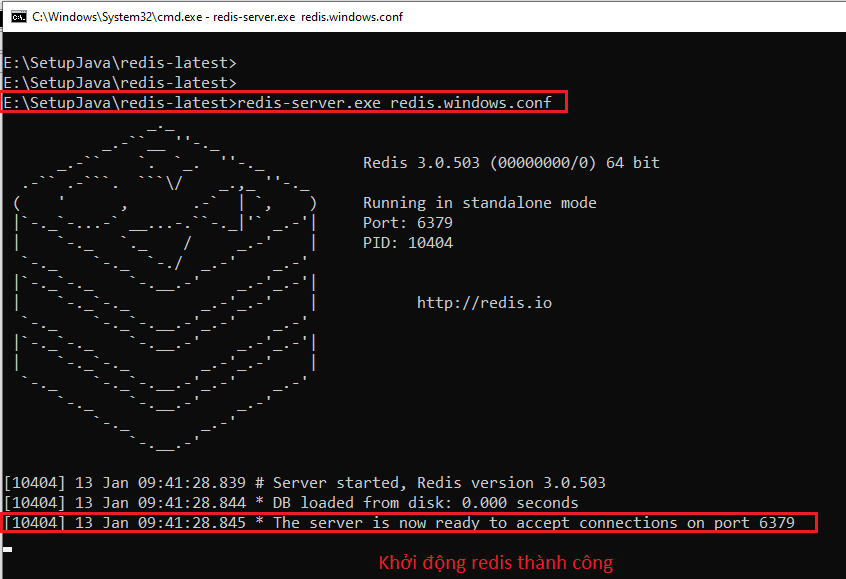 C:\Windows\System32\cmd.exe - redis-server.exe redis.windows.conf
E:\SetupJava\redis-latest>
E:\SetupJava\redis-latest>
E:\SetupJava\redis-latest>redis-server.exe redis.windows.conf
Redis 3.0.503 (00000000/0) 64 bit
Running in standalone mode
Port: 6379
PID: 10404
http://redis.io
[10404] 13 Jan 09:41:28.839 # Server started, Redis version 3.0.503
[10404] 13 Jan 09:41:28.844 * DB loaded from disk: 0.000 seconds
[10404] 13 Jan 09:41:28.845 * The server is now ready to accept connections on port 6379
Khởi động redis thành công